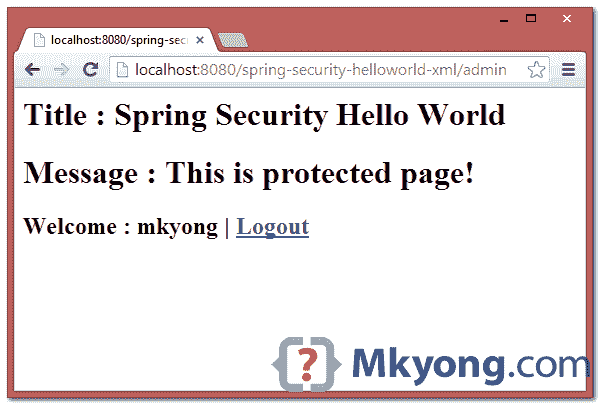 localhost:8080/spring-sec
localhost:8080/spring-security-helloworld-xml/admin
Title : Spring Security Hello World
Message : This is protected page!
Welcome : mkyong | Logout
{?} Mkyong.com